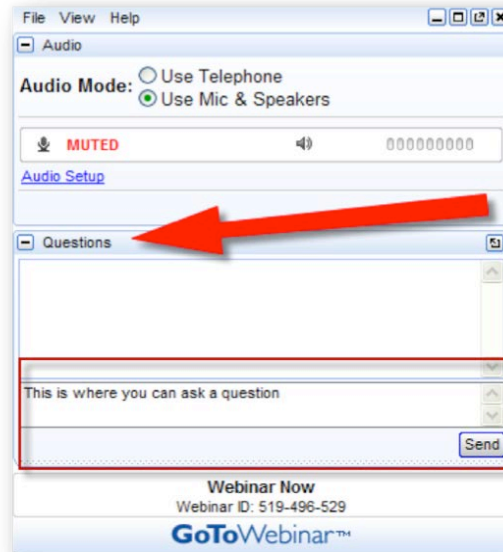 File View Help
Audio
Audio Mode: Use Telephone
Use Mic & Speakers
MUTED
000000000
Audio Setup
Questions
This is where you can ask a question
Send
Webinar Now
Webinar ID: 519-496-529
GoToWebinar™